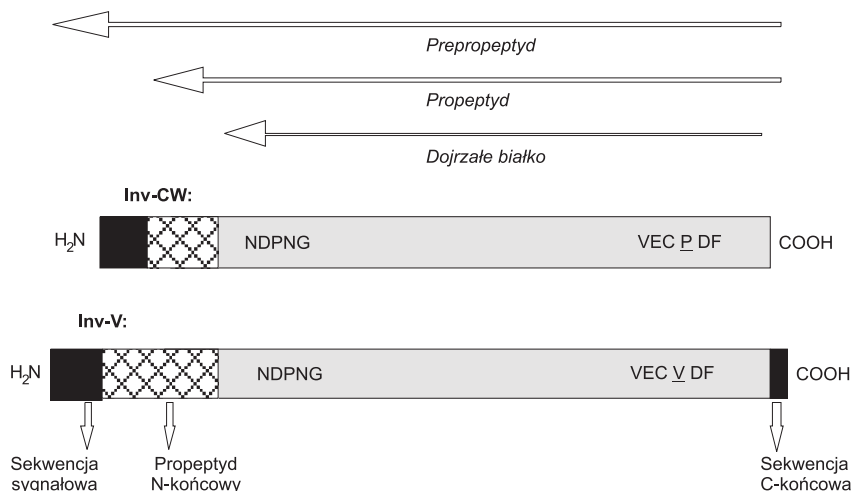 Prepropeptyd
Propeptyd
Dojrzałe białko
Inv-CW:
H2N NDPNG VEC P DF COOH
Inv-V:
H2N NDPNG VEC V DF COOH
Sekwencja sygnałowa
Propeptyd N-końcowy
Sekwencja C-końcowa